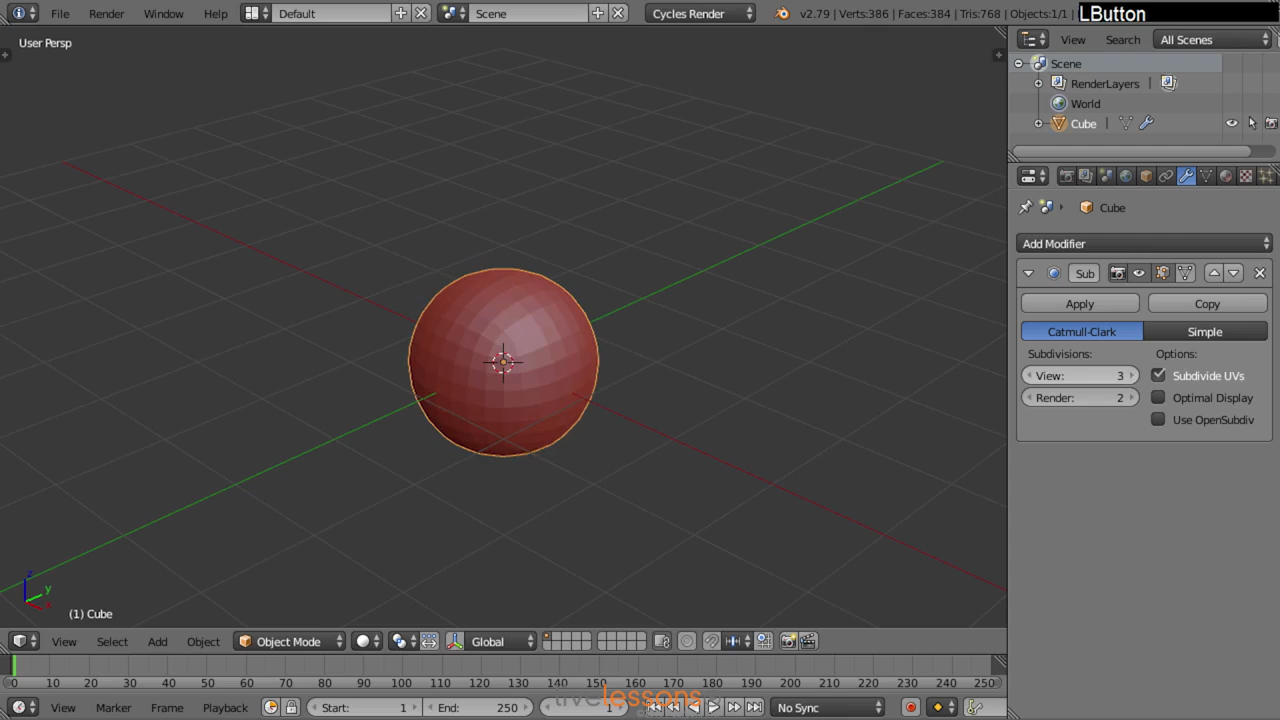 File Render Window Help Default Scene Cycles Render v2.79 | Verts:386 | Faces:384 | Tris:768 | Objects:1/1 | LButton
User Persp
View Search All Scenes
Scene
RenderLayers
World
Cube
Cube
Add Modifier
Sub
Apply Copy
Catmull-Clark Simple
Subdivisions: Options:
View: 3 Subdivide UVs
Render: 2 Optimal Display
Use OpenSubdiv
z
y
x
(1) Cube
View Select Add Object Object Mode Global
0 10 20 30 40 50 60 70 80 90 100 110 120 130 140 150 160 170 180 190 200 210 220 230 240 250
livelessons
View Marker Frame Playback Start: 1 End: 250 1 No Sync